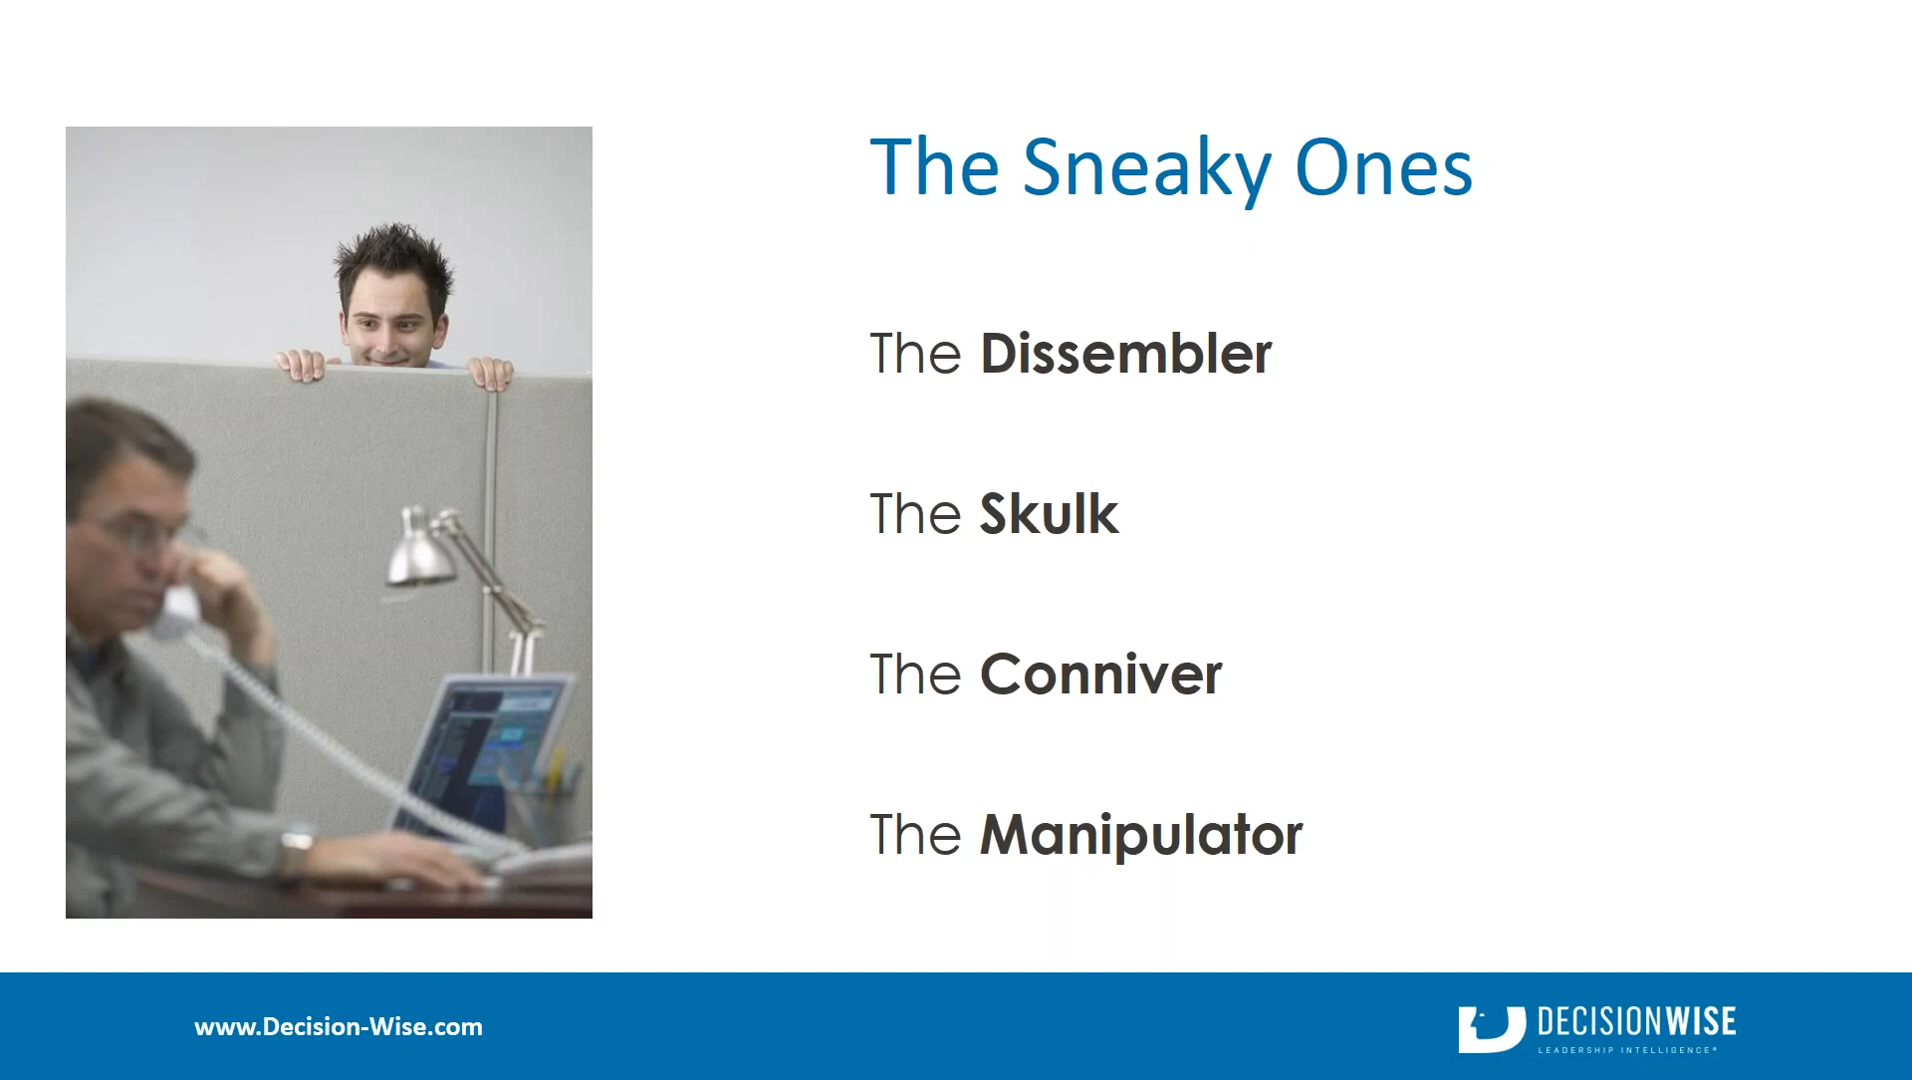 The Sneaky Ones
The Dissembler
The Skulk
The Conniver
The Manipulator
www.Decision-Wise.com
DECISIONWISE
LEADERSHIP INTELLIGENCE®